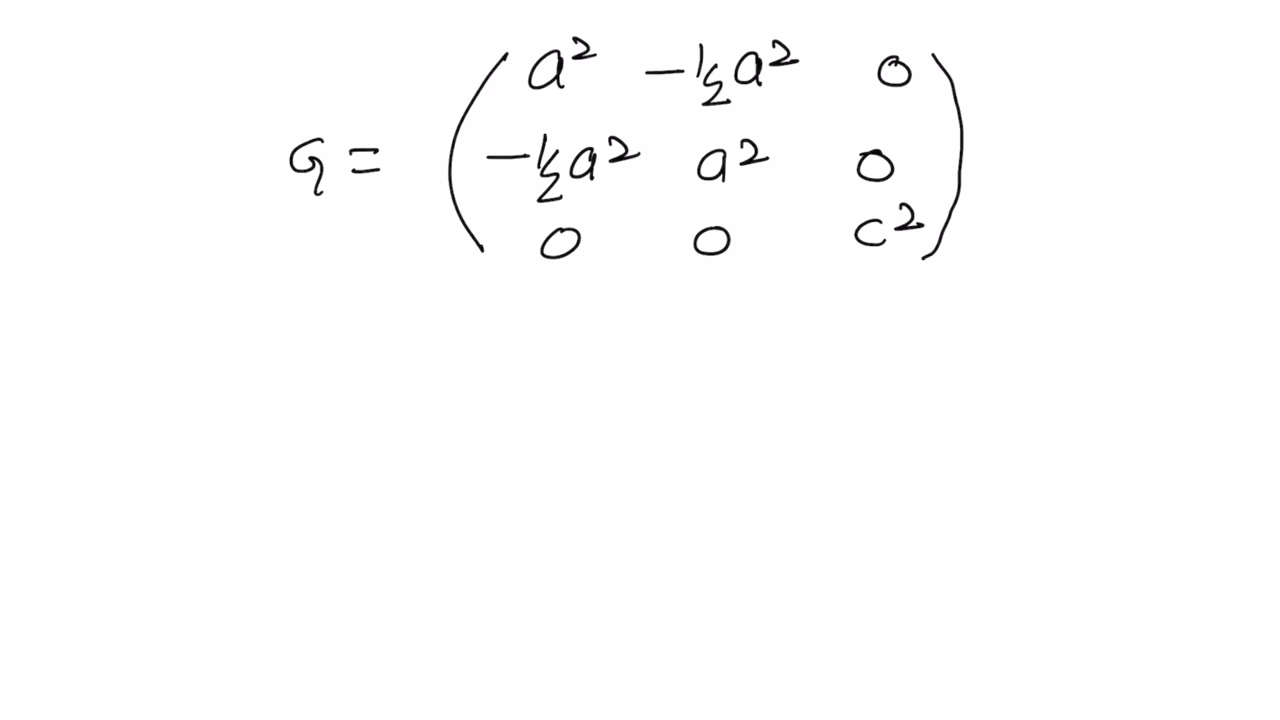 a² -½a² 0
G = -½a² a² 0
0 0 c²